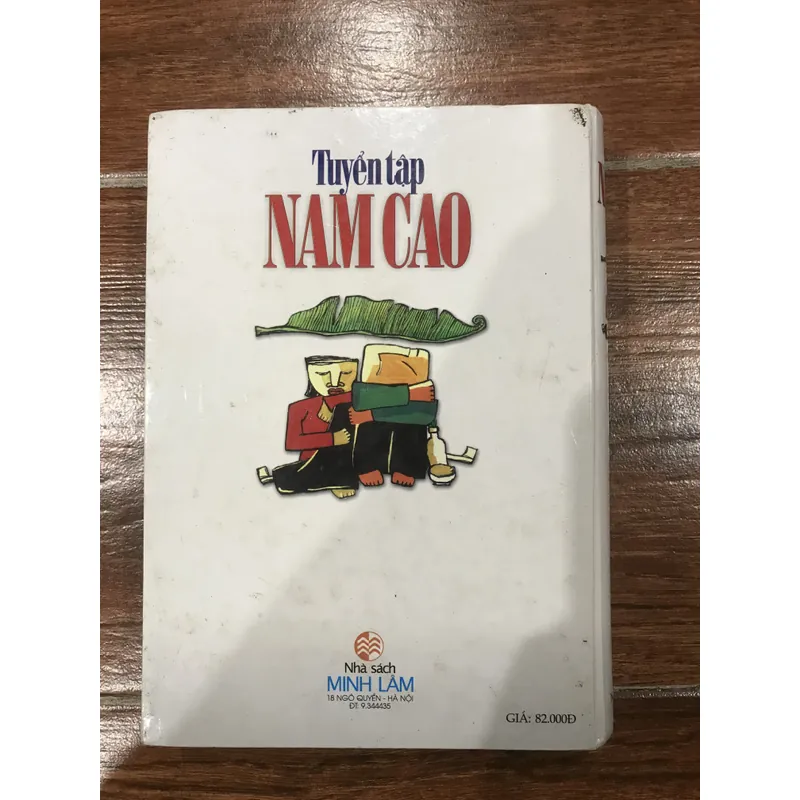 Tuyển tập
NAM CAO
Nhà sách
MINH LÂM
18 NGÔ QUYỀN - HÀ NỘI
ĐT: 9.344435
GIÁ: 82.000Đ